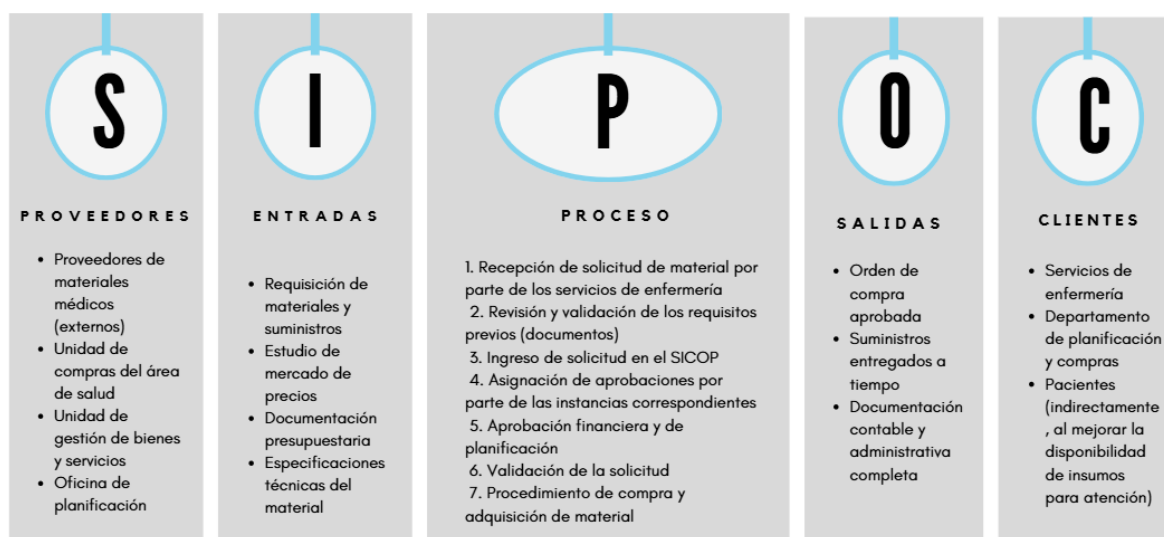 S
PROVEEDORES
• Proveedores de
materiales
médicos
(externos)
• Unidad de
compras del área
de salud
• Unidad de
gestión de bienes
y servicios
• Oficina de
planificación
I
ENTRADAS
• Requisición de
materiales y
suministros
• Estudio de
mercado de
precios
• Documentación
presupuestaria
• Especificaciones
técnicas del
material
P
PROCESO
1. Recepción de solicitud de material por
parte de los servicios de enfermería
2. Revisión y validación de los requisitos
previos (documentos)
3. Ingreso de solicitud en el SICOP
4. Asignación de aprobaciones por
parte de las instancias correspondientes
5. Aprobación financiera y de
planificación
6. Validación de la solicitud
7. Procedimiento de compra y
adquisición de material
O
SALIDAS
• Orden de
compra
aprobada
• Suministros
entregados a
tiempo
• Documentación
contable y
administrativa
completa
C
CLIENTES
• Servicios de
enfermería
• Departamento
de planificación
y compras
• Pacientes
(indirectamente
, al mejorar la
disponibilidad
de insumos
para atención)